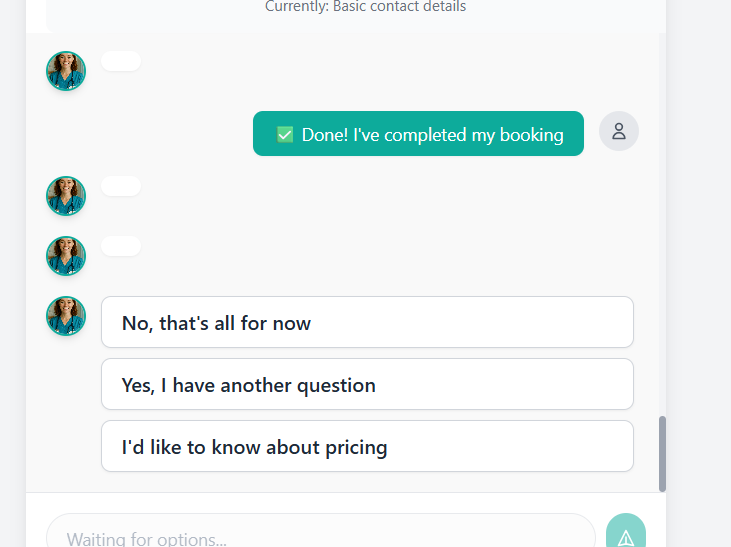 Currently: Basic contact details
✅ Done! I've completed my booking
No, that's all for now
Yes, I have another question
I'd like to know about pricing
Waiting for options...